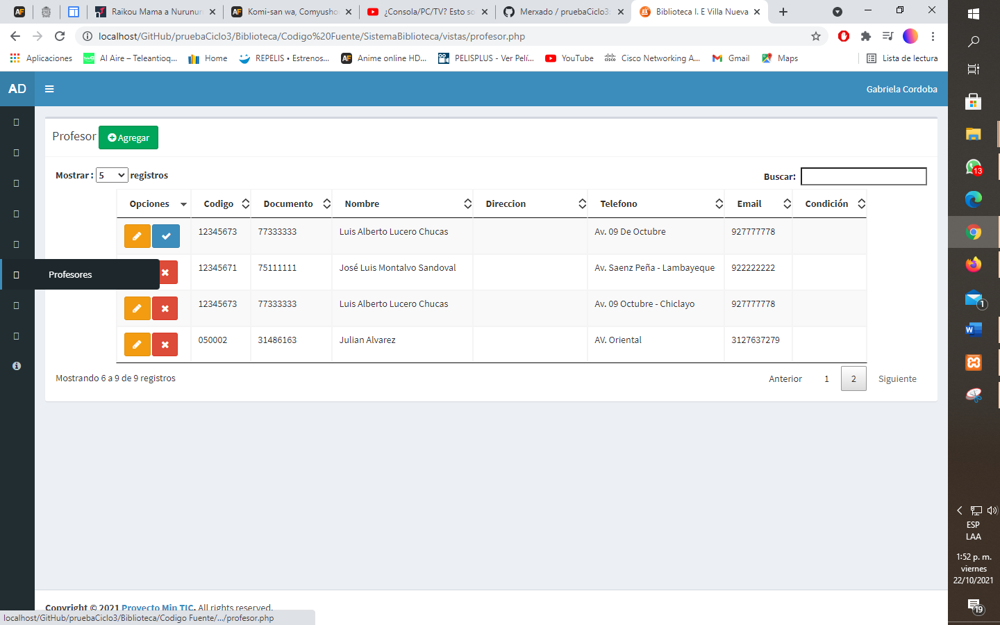 Raikou Mama a Nurunur
Komi-san wa, Comyusho
¿Consola/PC/TV? Esto so
Merxado / pruebaCiclo3:
Biblioteca I. E Villa Nueva
localhost/GitHub/pruebaCiclo3/Biblioteca/Codigo%20Fuente/SistemaBiblioteca/vistas/profesor.php
Aplicaciones
Al Aire – Teleantioq...
Home
REPELIS • Estrenos...
Anime online HD...
PELISPLUS - Ver Pelí...
YouTube
Cisco Networking A...
Gmail
Maps
Lista de lectura
AD
Gabriela Cordoba
Profesor
Agregar
Mostrar : 5 registros
Buscar:
Opciones Codigo Documento Nombre Direccion Telefono Email Condición
12345673 77333333 Luis Alberto Lucero Chucas Av. 09 De Octubre 927777778
12345671 75111111 José Luis Montalvo Sandoval Av. Saenz Peña - Lambayeque 922222222
Profesores
12345673 77333333 Luis Alberto Lucero Chucas Av. 09 Octubre - Chiclayo 927777778
050002 31486163 Julian Alvarez AV. Oriental 3127637279
Mostrando 6 a 9 de 9 registros
Anterior 1 2 Siguiente
Copyright © 2021 Proyecto Min TIC. All rights reserved.
localhost/GitHub/pruebaCiclo3/Biblioteca/Codigo Fuente/.../profesor.php
13
1
ESP
LAA
1:52 p. m.
viernes
22/10/2021
19